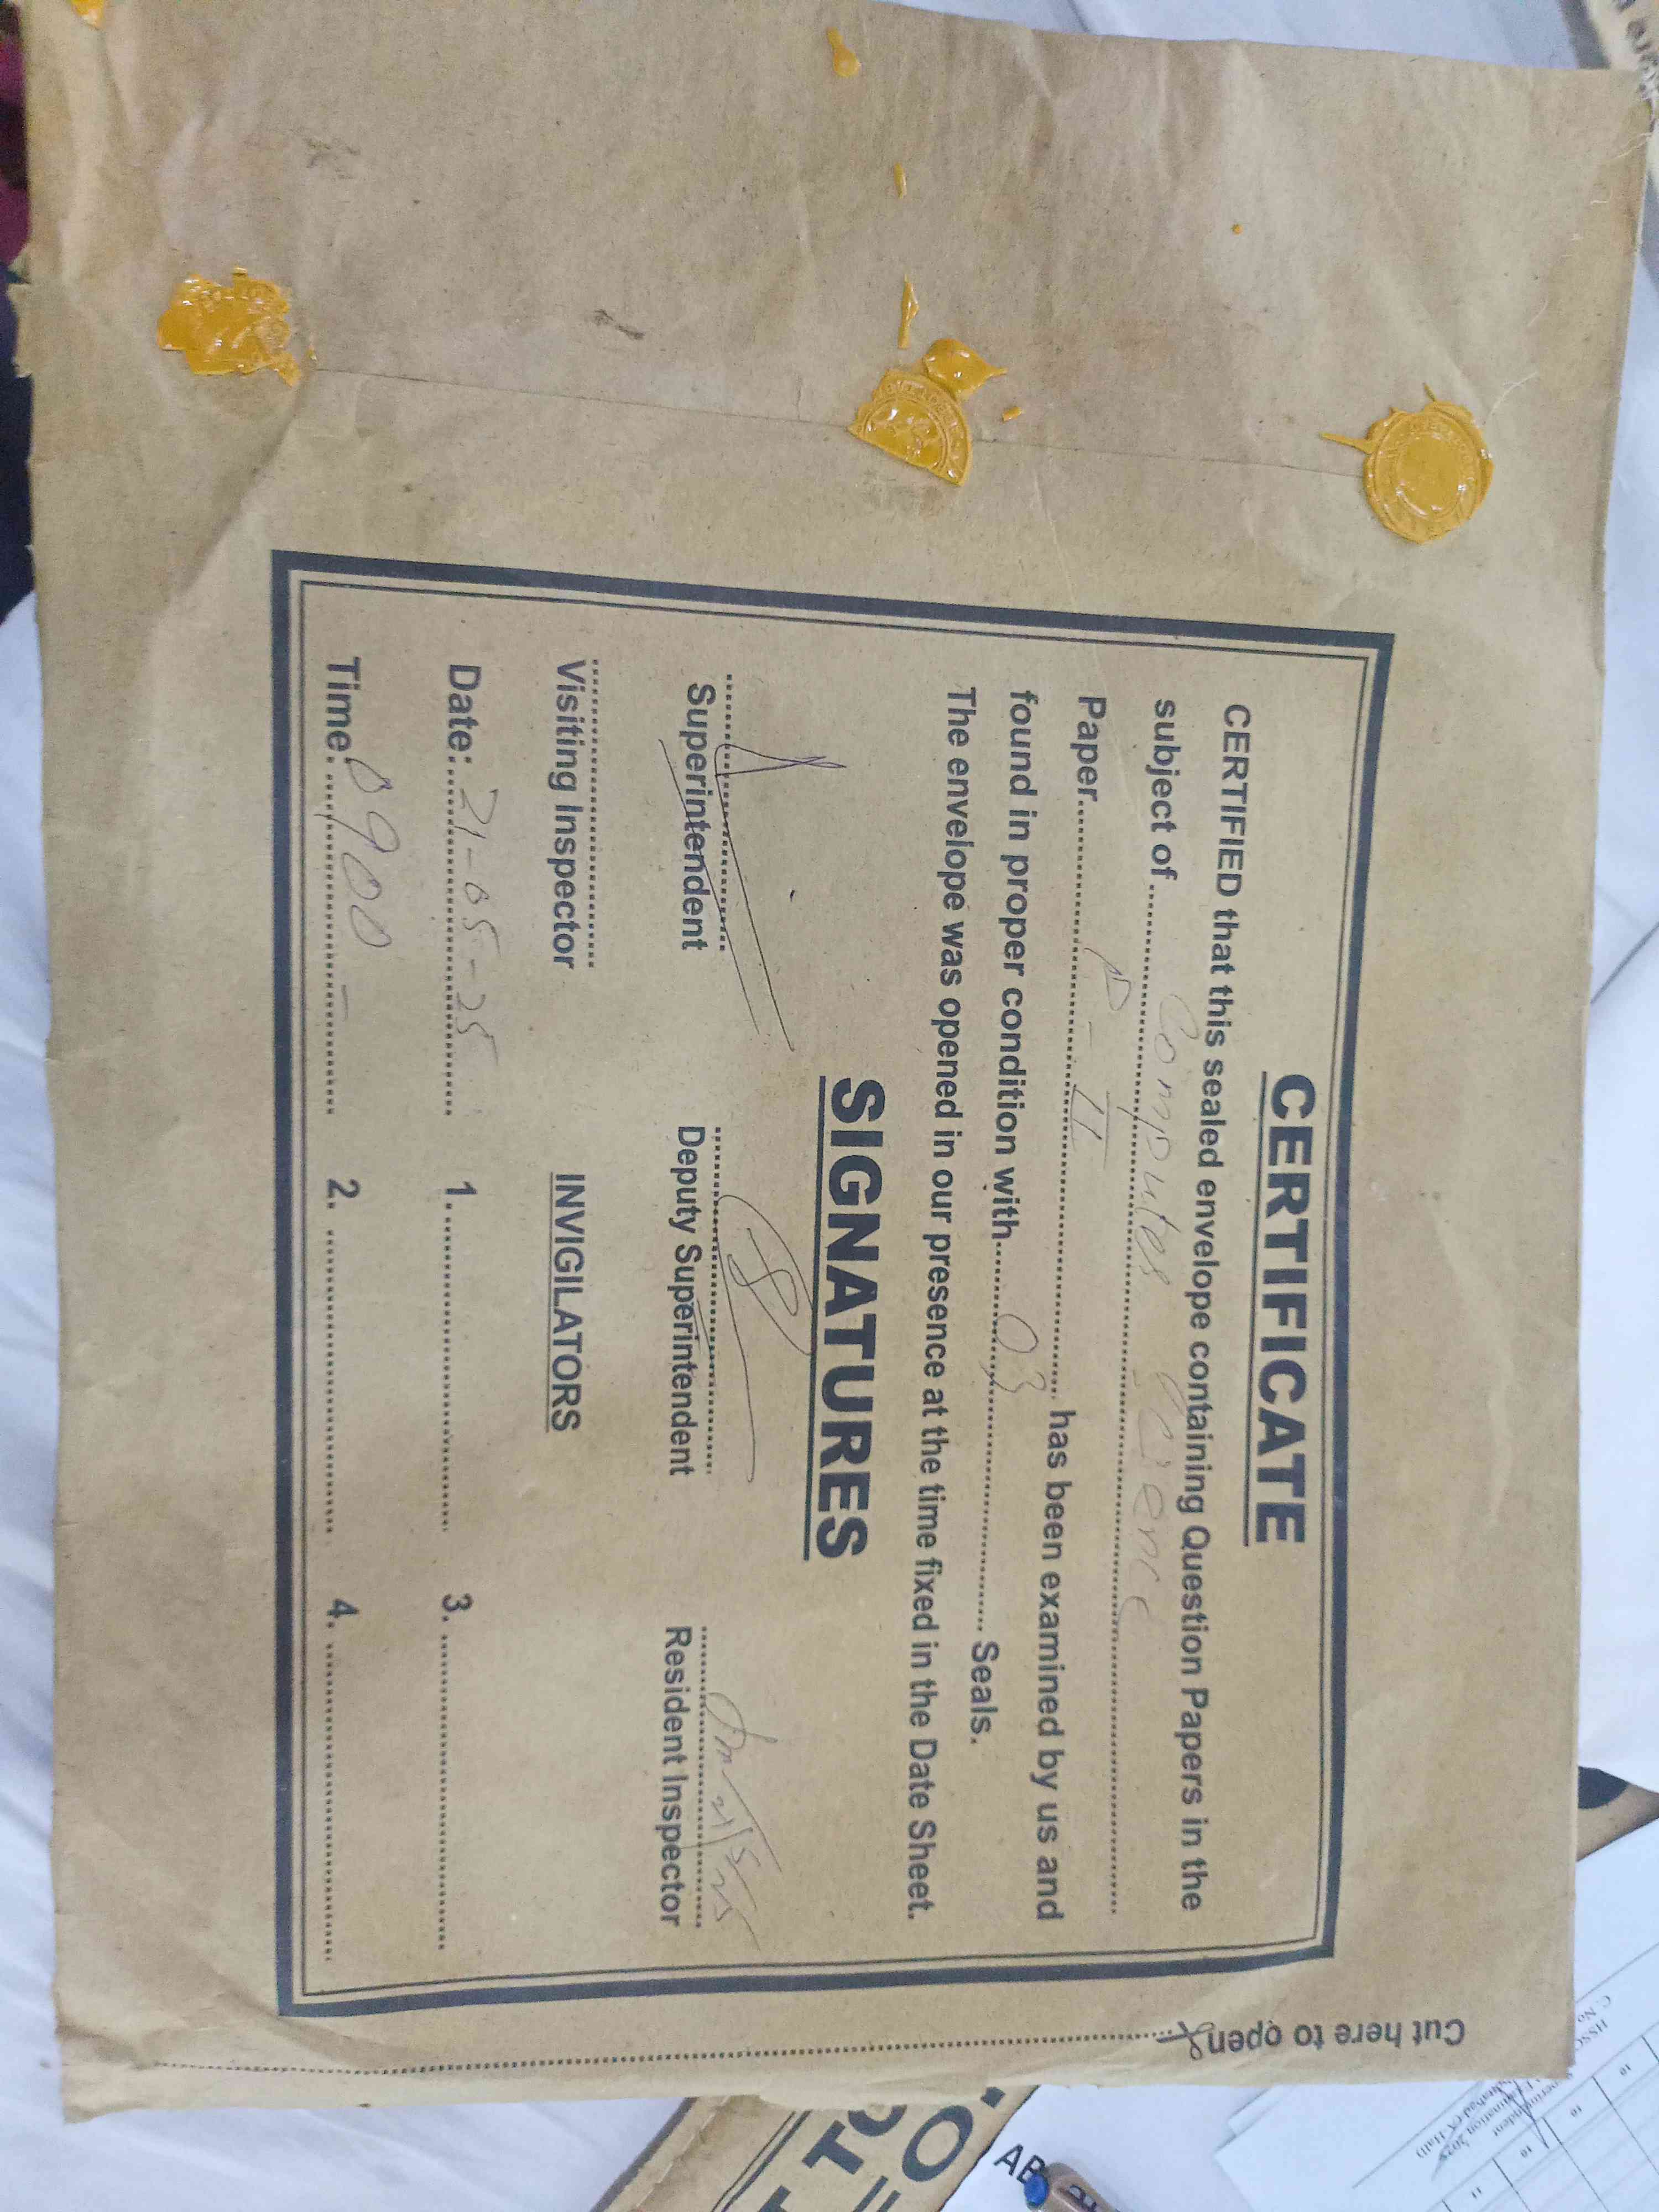 CERTIFICATE
CERTIFIED that this sealed envelope containing Question Papers in the
subject of.......... Computer Science ..........
Paper.......... P-II .......... has been examined by us and
found in proper condition with.......... 03 .......... Seals.
The envelope was opened in our presence at the time fixed in the Date Sheet.
SIGNATURES
21/5/25
Superintendent Deputy Superintendent Resident Inspector
Visiting Inspector INVIGILATORS
Date: 21-05-25 1. 3.
Time: 0900 - 2. 4.
Cut here to open